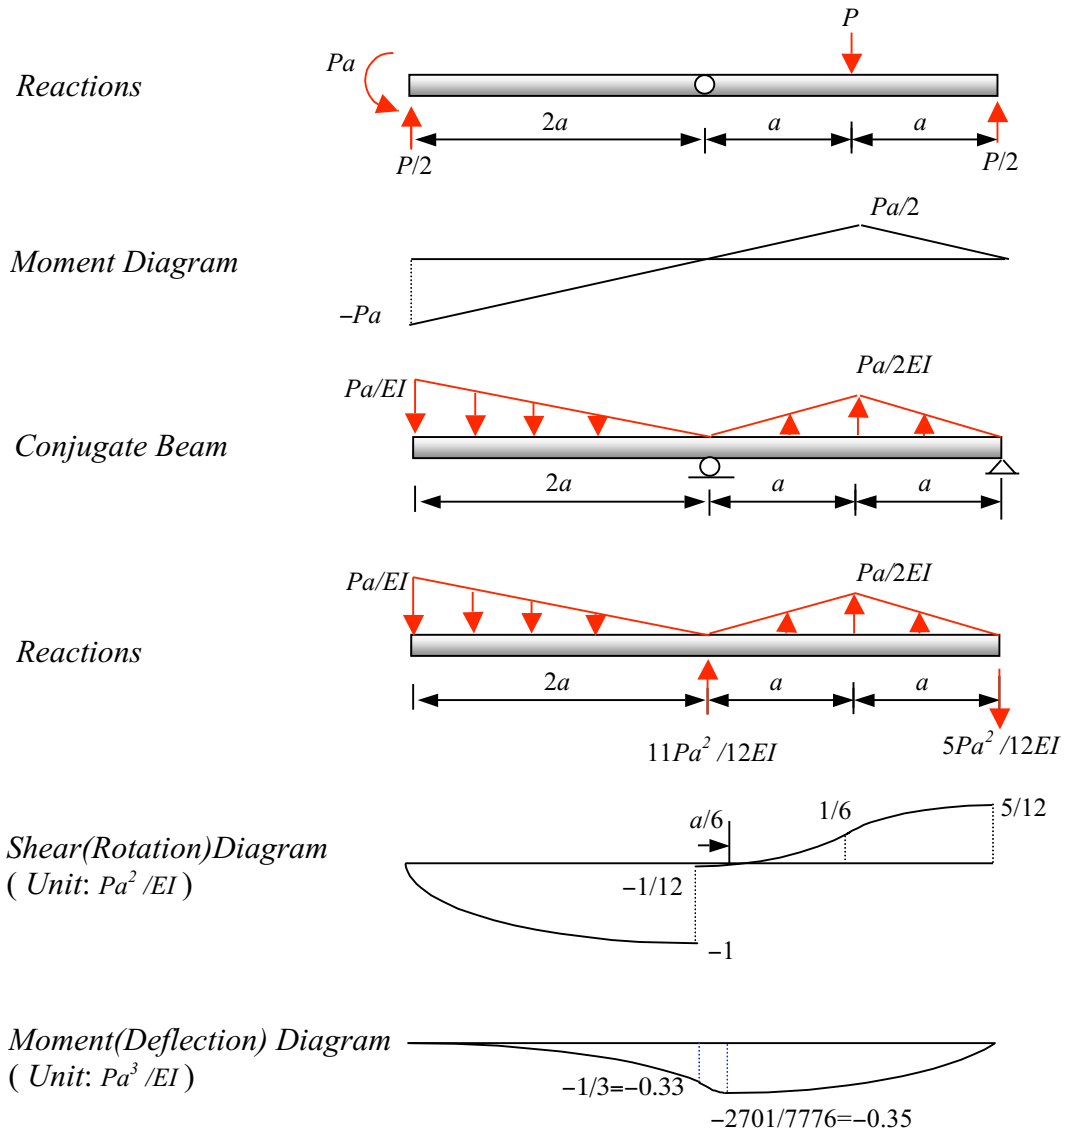 P
Pa
Reactions
2a
a
a
P/2
P/2
Pa/2
Moment Diagram
−Pa
Pa/EI
Pa/2EI
Conjugate Beam
2a
a
a
Pa/EI
Pa/2EI
Reactions
2a
a
a
11Pa² /12EI
5Pa² /12EI
Shear(Rotation)Diagram
( Unit: Pa² /EI )
a/6
1/6
5/12
−1/12
−1
Moment(Deflection) Diagram
( Unit: Pa³ /EI )
−1/3=−0.33
−2701/7776=−0.35